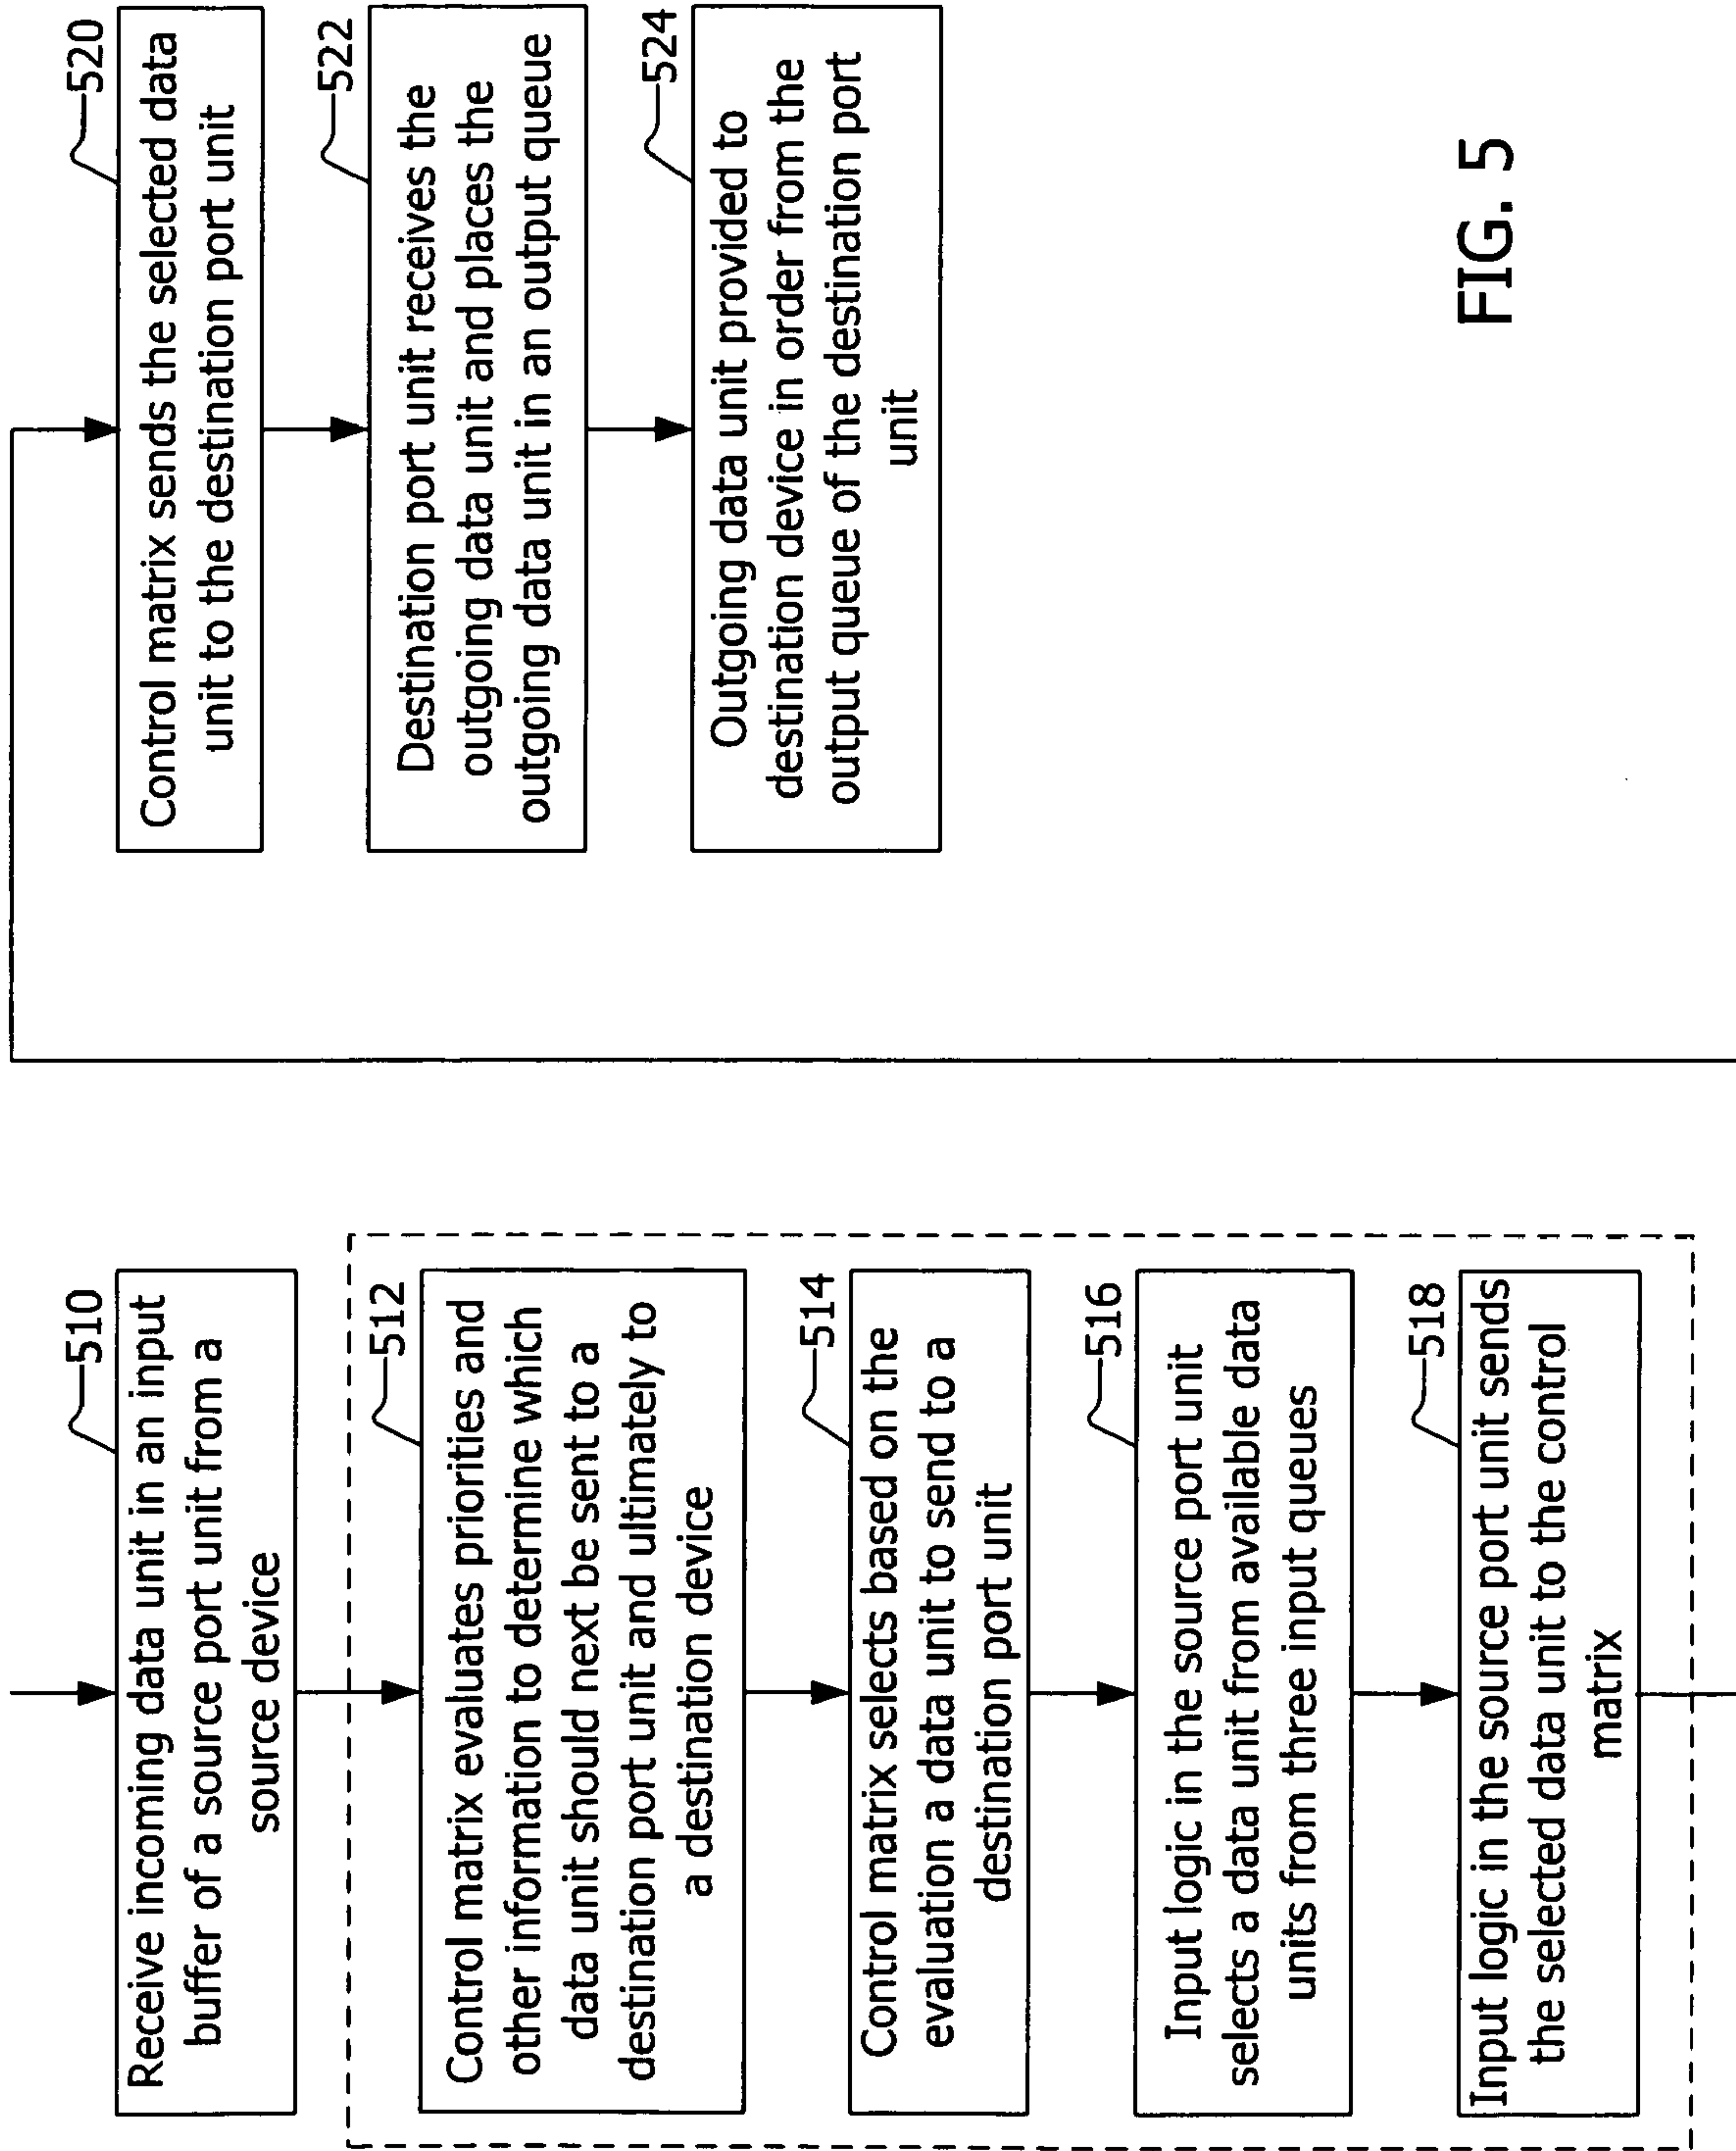 510
Receive incoming data unit in an input
buffer of a source port unit from a
source device
512
Control matrix evaluates priorities and
other information to determine which
data unit should next be sent to a
destination port unit and ultimately to
a destination device
514
Control matrix selects based on the
evaluation a data unit to send to a
destination port unit
516
Input logic in the source port unit
selects a data unit from available data
units from three input queues
518
Input logic in the source port unit sends
the selected data unit to the control
matrix
520
Control matrix sends the selected data
unit to the destination port unit
522
Destination port unit receives the
outgoing data unit and places the
outgoing data unit in an output queue
524
Outgoing data unit provided to
destination device in order from the
output queue of the destination port
unit
FIG. 5